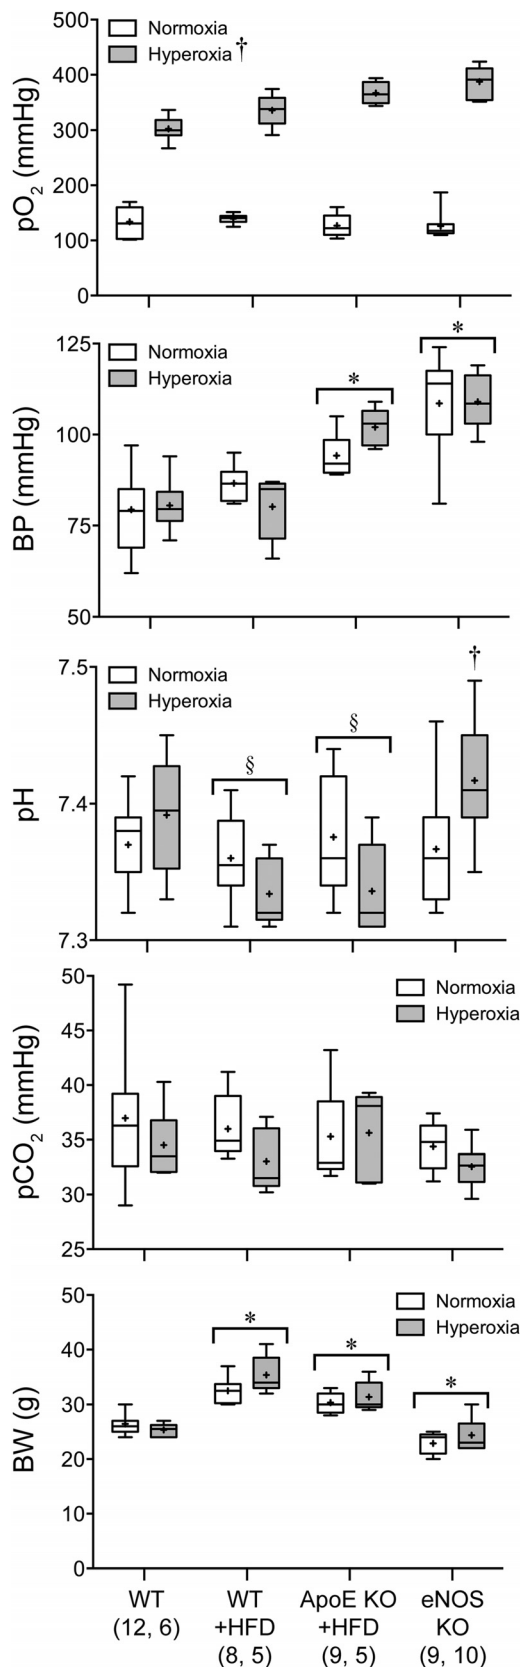 500
Normoxia
Hyperoxia†
400
300
200
100
0
pO2 (mmHg)
125
Normoxia
Hyperoxia
*
*
100
75
50
BP (mmHg)
7.5
Normoxia
Hyperoxia
†
§
§
7.4
7.3
pH
50
Normoxia
Hyperoxia
45
40
35
30
25
pCO2 (mmHg)
50
Normoxia
Hyperoxia
*
*
*
40
30
20
10
0
BW (g)
WT WT ApoE KO eNOS
+HFD +HFD KO
(12, 6) (8, 5) (9, 5) (9, 10)